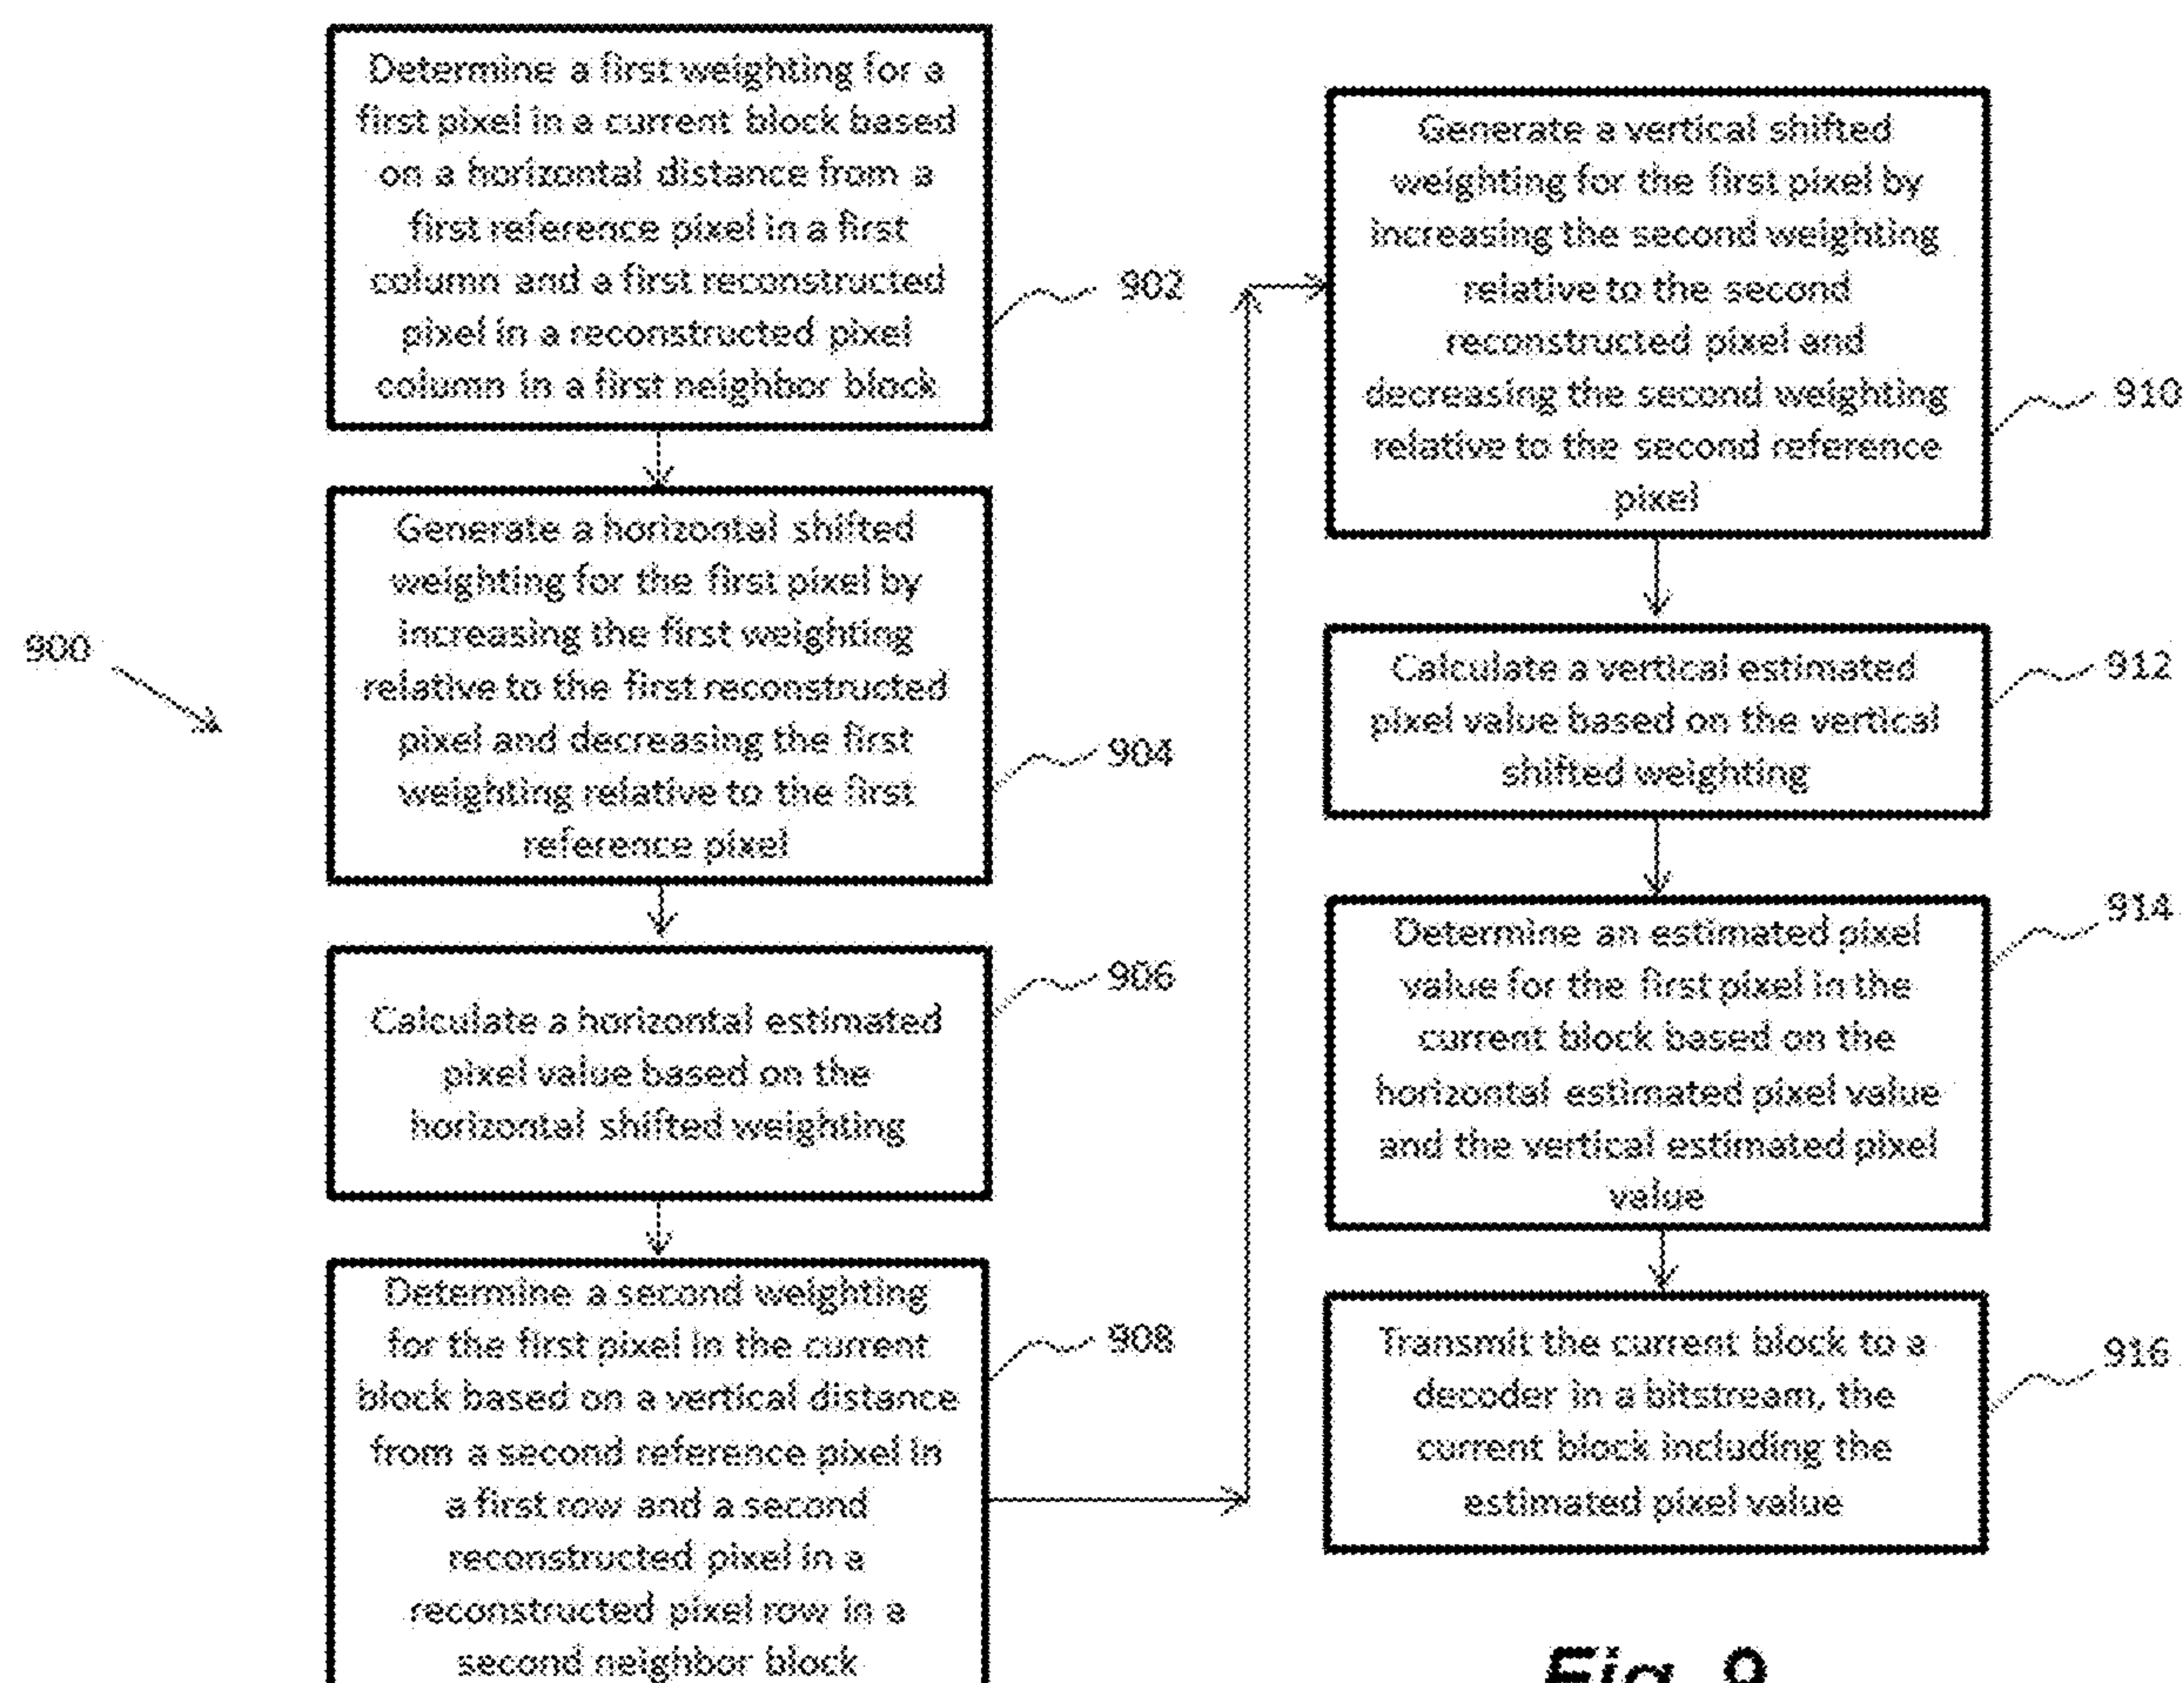 Determine a first weighting for a
first pixel in a current block based
on a horizontal distance from a
first reference pixel in a first
column and a first reconstructed
pixel in a reconstructed pixel
column in a first neighbor block
902
Generate a horizontal shifted
weighting for the first pixel by
increasing the first weighting
relative to the first reconstructed
pixel and decreasing the first
weighting relative to the first
reference pixel
904
900
Calculate a horizontal estimated
pixel value based on the
horizontal shifted weighting
906
Determine a second weighting
for the first pixel in the current
block based on a vertical distance
from a second reference pixel in
a first row and a second
reconstructed pixel in a
reconstructed pixel row in a
second neighbor block
908
Generate a vertical shifted
weighting for the first pixel by
increasing the second weighting
relative to the second
reconstructed pixel and
decreasing the second weighting
relative to the second reference
pixel
910
Calculate a vertical estimated
pixel value based on the vertical
shifted weighting
912
Determine an estimated pixel
value for the first pixel in the
current block based on the
horizontal estimated pixel value
and the vertical estimated pixel
value
914
Transmit the current block to a
decoder in a bitstream, the
current block including the
estimated pixel value
916
Fig. 9